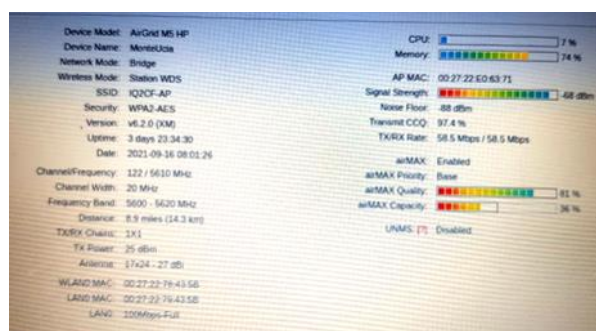 Device Model: AirGrid M5 HP
Device Name: MonteUcia
Network Mode: Bridge
Wireless Mode: Station WDS
SSID: IQ2CF-AP
Security: WPA2-AES
Version: v6.2.0 (XM)
Uptime: 3 days 23:34:30
Date: 2021-09-16 08:01:26
Channel/Frequency: 122 / 5610 MHz
Channel Width: 20 MHz
Frequency Band: 5600 - 5620 MHz
Distance: 8.9 miles (14.3 km)
TX/RX Chains: 1X1
TX Power: 25 dBm
Antenna: 17x24 - 27 dBi
WLAN0 MAC: 00:27:22:79:43:5B
LAN0 MAC: 00:27:22:79:43:5B
LAN0: 100Mbps-Full
CPU: 7 %
Memory: 74 %
AP MAC: 00:27:22:E0:63:71
Signal Strength: -68 dBm
Noise Floor: -88 dBm
Transmit CCQ: 97.4 %
TX/RX Rate: 58.5 Mbps / 58.5 Mbps
airMAX: Enabled
airMAX Priority: Base
airMAX Quality: 81 %
airMAX Capacity: 36 %
UNMS: [?] Disabled